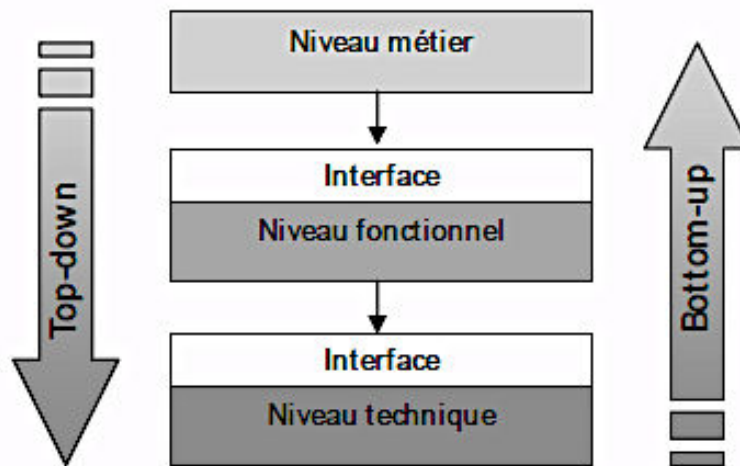 Niveau métier
Interface
Niveau fonctionnel
Interface
Niveau technique
Top-down
Bottom-up